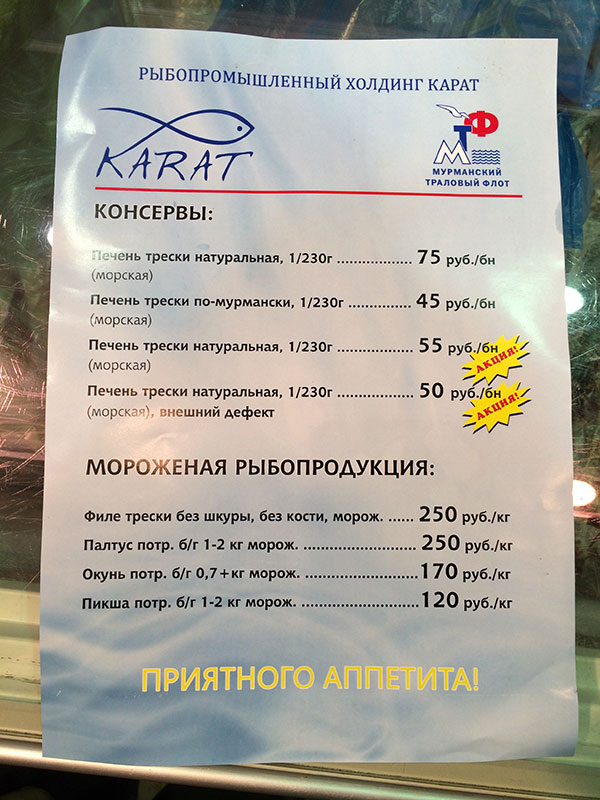 РЫБОПРОМЫШЛЕННЫЙ ХОЛДИНГ КАРАТ
KARAT
МТФ
МУРМАНСКИЙ
ТРАЛОВЫЙ ФЛОТ
КОНСЕРВЫ:
Печень трески натуральная, 1/230г .................. 75 руб./бн
(морская)
Печень трески по-мурмански, 1/230г ................ 45 руб./бн
(морская)
Печень трески натуральная, 1/230г .................. 55 руб./бн
(морская)
АКЦИЯ!
Печень трески натуральная, 1/230г .................. 50 руб./бн
(морская), внешний дефект
АКЦИЯ!
МОРОЖЕНАЯ РЫБОПРОДУКЦИЯ:
Филе трески без шкуры, без кости, морож. ...... 250 руб./кг
Палтус потр. б/г 1-2 кг морож. ........................... 250 руб./кг
Окунь потр. б/г 0,7+кг морож. ........................... 170 руб./кг
Пикша потр. б/г 1-2 кг морож. ........................... 120 руб./кг
ПРИЯТНОГО АППЕТИТА!